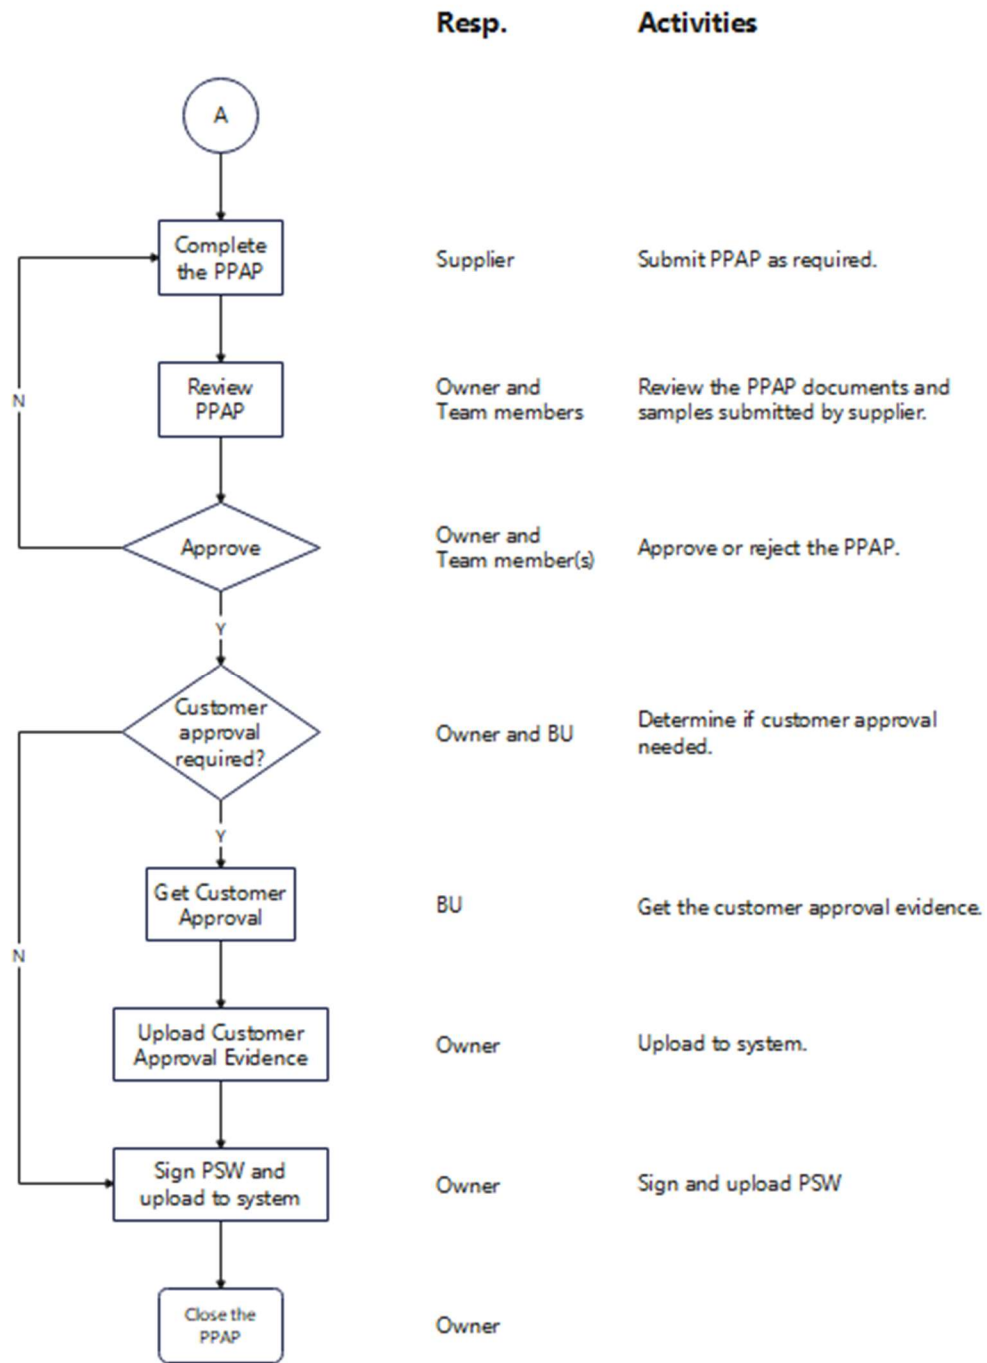 Resp. Activities
A
Complete
the PPAP
Supplier
Submit PPAP as required.
N
Review
PPAP
Owner and
Team members
Review the PPAP documents and
samples submitted by supplier.
Approve
Owner and
Team member(s)
Approve or reject the PPAP.
Y
Customer
approval
required?
Owner and BU
Determine if customer approval
needed.
Y
Get Customer
Approval
BU
Get the customer approval evidence.
N
Upload Customer
Approval Evidence
Owner
Upload to system.
Sign PSW and
upload to system
Owner
Sign and upload PSW
Close the
PPAP
Owner